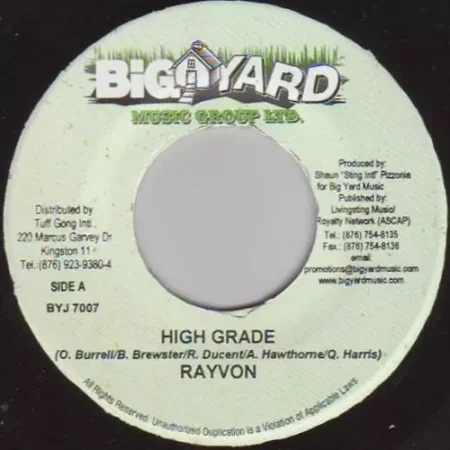 BiG YARD
MUSIC GROUP LTD.
Distributed by
Tuff Gong Intl.,
220 Marcus Garvey Dr
Kingston 11
Tel.:(876) 923-9380-4
SIDE A
BYJ 7007
Produced by:
Shaun "Sting Intl" Pizzonia
for Big Yard Music
Published by:
Livingsting Music/
Royalty Network (ASCAP)
Tel.: (876) 754-8135
Fax.: (876) 754-8136
email:
promotions@bigyardmusic.com
www.bigyardmusic.com
HIGH GRADE
(O. Burrell/B. Brewster/R. Ducent/A. Hawthorne/Q. Harris)
RAYVON
All Rights Reserved. Unauthorized Duplication is a Violation of Applicable Laws